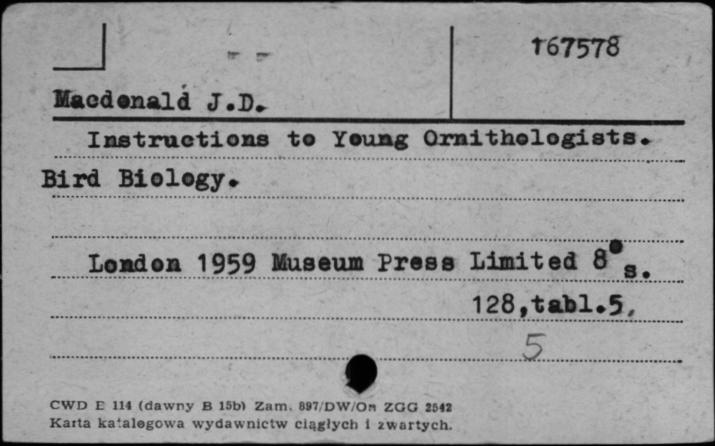 167578
Macdonald J.D.
Instructions to Young Ornithologists.
Bird Biology.
London 1959 Museum Press Limited 8° s.
128,tabl.5,
5
CWD E 114 (dawny B 15b) Zam. 897/DW/On ZGG 2542
Karta katalogowa wydawnictw ciągłych i zwartych.